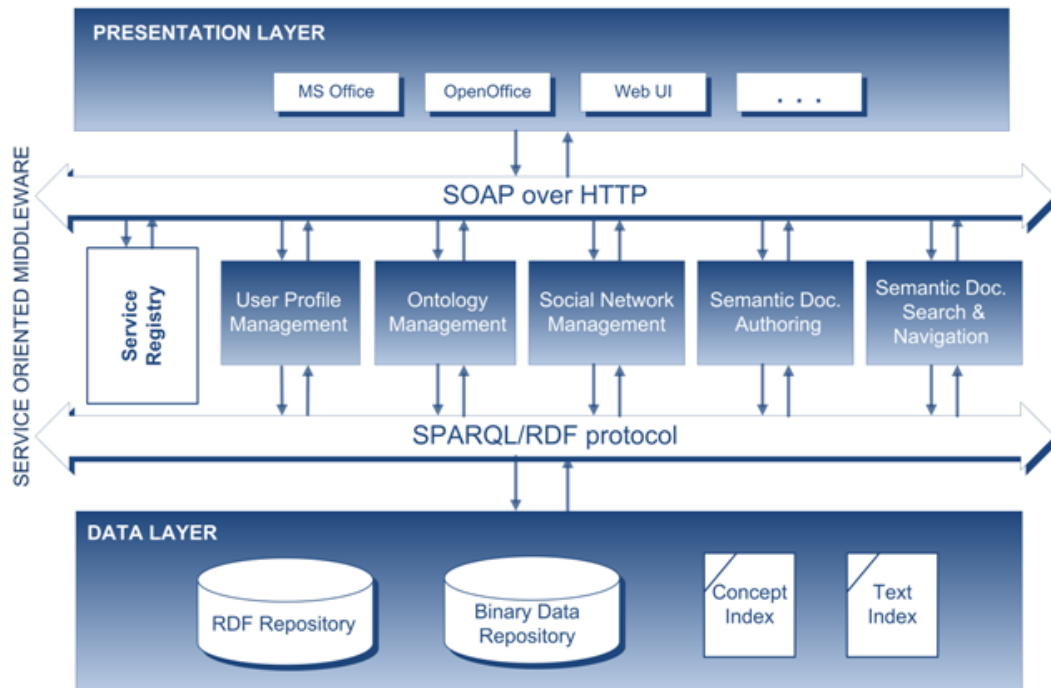 PRESENTATION LAYER
MS Office
OpenOffice
Web UI
. . .
SERVICE ORIENTED MIDDLEWARE
SOAP over HTTP
Service
Registry
User Profile
Management
Ontology
Management
Social Network
Management
Semantic Doc.
Authoring
Semantic Doc.
Search &
Navigation
SPARQL/RDF protocol
DATA LAYER
RDF Repository
Binary Data
Repository
Concept
Index
Text
Index